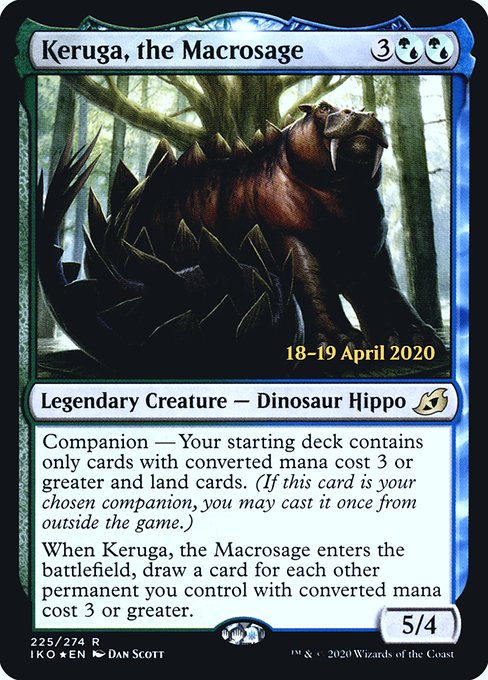 Keruga, the Macrosage 3
18–19 April 2020
Legendary Creature — Dinosaur Hippo
Companion — Your starting deck contains
only cards with converted mana cost 3 or
greater and land cards. (If this card is your
chosen companion, you may cast it once from
outside the game.)
When Keruga, the Macrosage enters the
battlefield, draw a card for each other
permanent you control with converted mana
cost 3 or greater.
5/4
225/274 R
IKO ★ EN Dan Scott
™ & © 2020 Wizards of the Coast